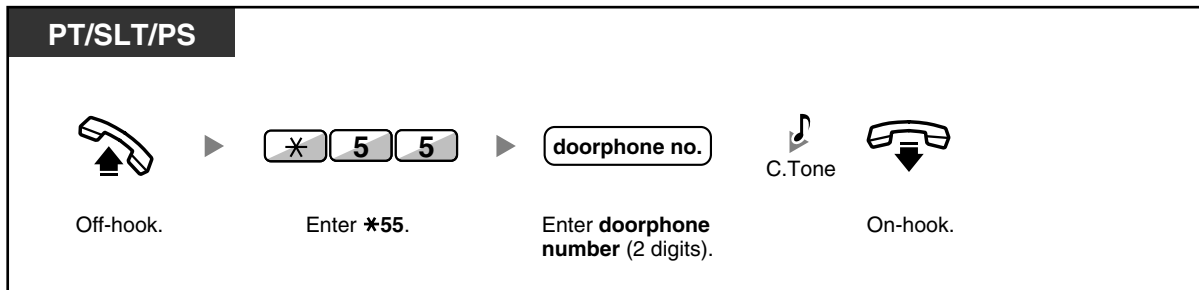 PT/SLT/PS
* 5 5
doorphone no.
C.Tone
Off-hook.
Enter *55.
Enter doorphone
number (2 digits).
On-hook.